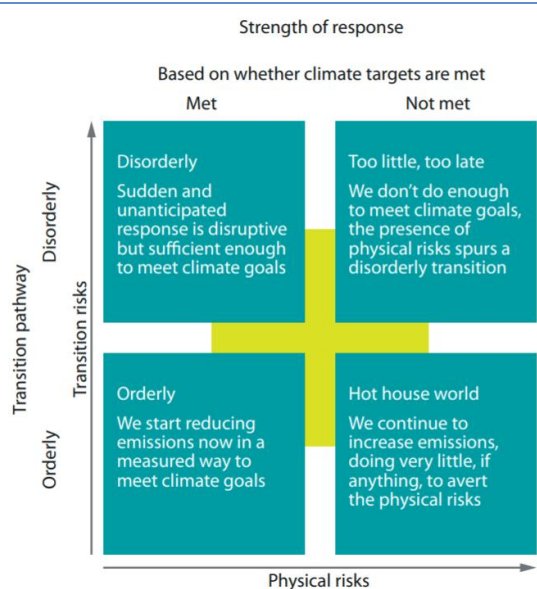 Strength of response
Based on whether climate targets are met
Met
Not met
Transition pathway
Disorderly
Orderly
Transition risks
Disorderly
Sudden and
unanticipated
response is disruptive
but sufficient enough
to meet climate goals
Too little, too late
We don't do enough
to meet climate goals,
the presence of
physical risks spurs a
disorderly transition
Orderly
We start reducing
emissions now in a
measured way to
meet climate goals
Hot house world
We continue to
increase emissions,
doing very little, if
anything, to avert
the physical risks
Physical risks